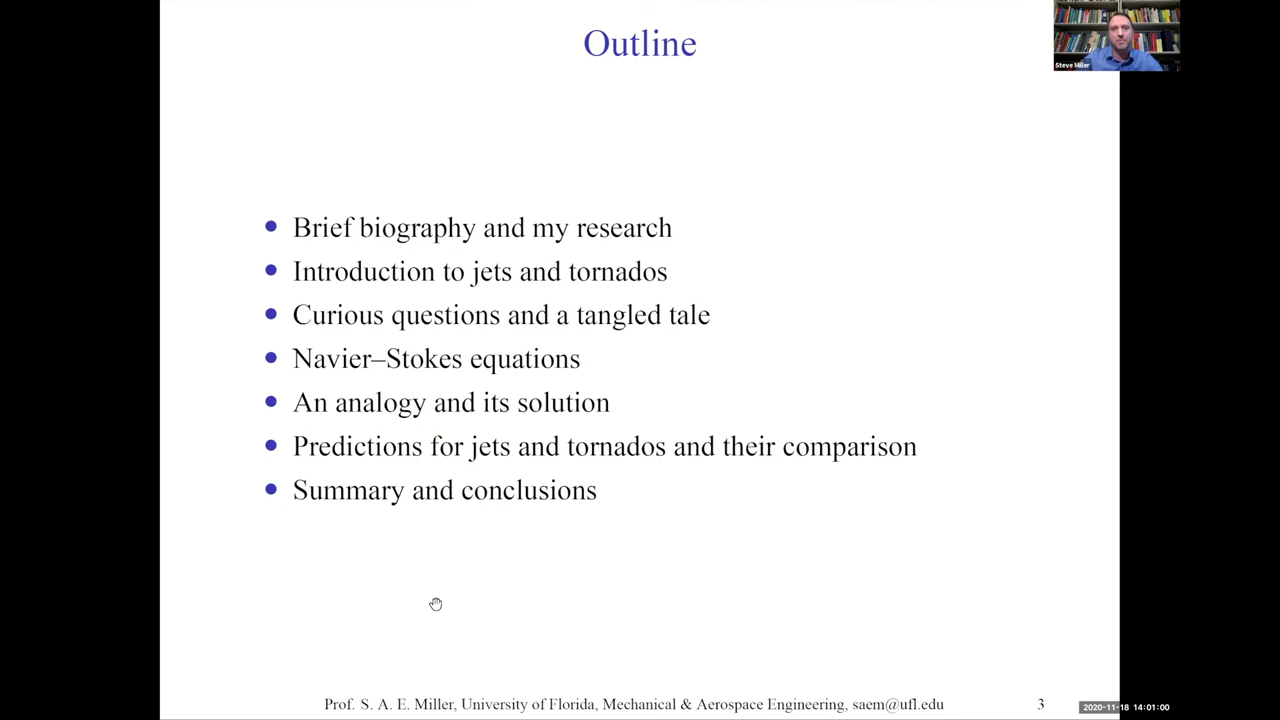 Outline
Steve Miller
Brief biography and my research
Introduction to jets and tornados
Curious questions and a tangled tale
Navier–Stokes equations
An analogy and its solution
Predictions for jets and tornados and their comparison
Summary and conclusions
Prof. S. A. E. Miller, University of Florida, Mechanical & Aerospace Engineering, saem@ufl.edu 3
2020-11-18 14:01:00